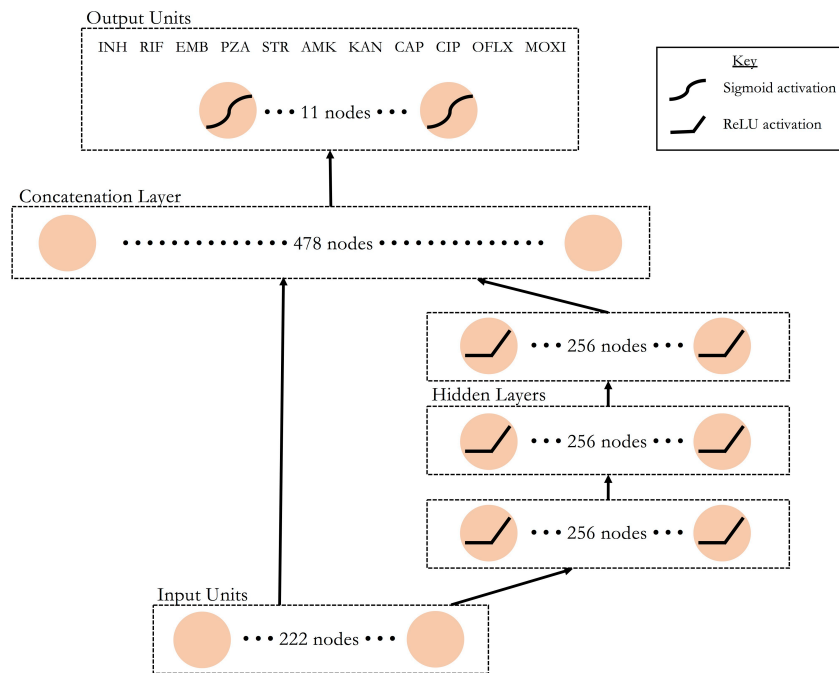 Output Units
INH RIF EMB PZA STR AMK KAN CAP CIP OFLX MOXI
11 nodes
Key
Sigmoid activation
ReLU activation
Concatenation Layer
478 nodes
256 nodes
Hidden Layers
256 nodes
256 nodes
Input Units
222 nodes